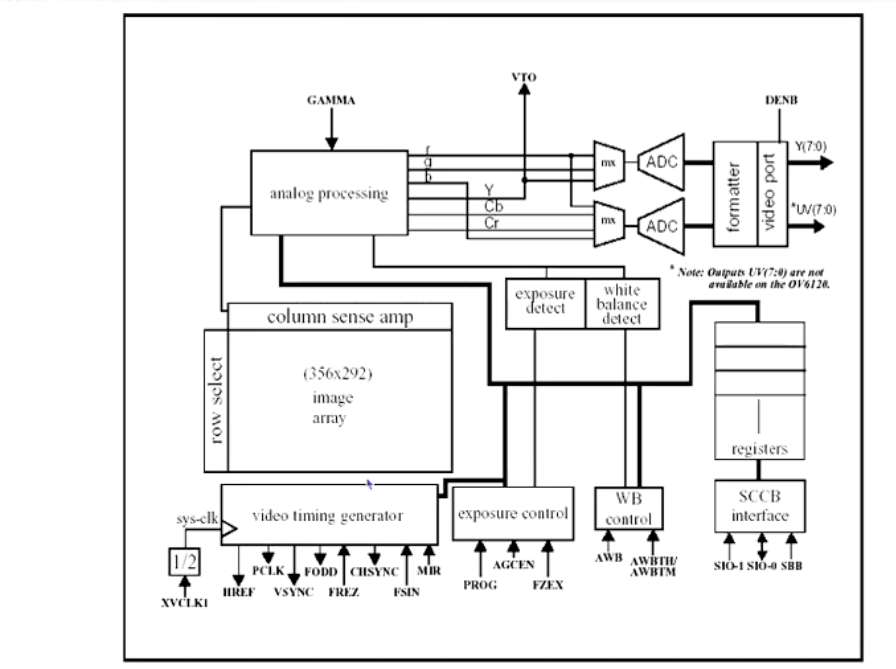 VTO
GAMMA
DENB
r
g
b
Y
Cb
Cr
mx
ADC
mx
ADC
formatter
video port
Y(7:0)
*UV(7:0)
analog processing
* Note: Outputs UV(7:0) are not
available on the OV6120.
exposure
detect
white
balance
detect
column sense amp
row select
(356x292)
image
array
registers
sys-clk
video timing generator
exposure control
WB
control
SCCB
interface
1/2
XVCLK1
HREF
PCLK
VSYNC
FODD
FREZ
CHSYNC
FSIN
MIR
PROG
AGCEN
FZEX
AWB
AWBTH/
AWBTM
SIO-1 SIO-0 SBB